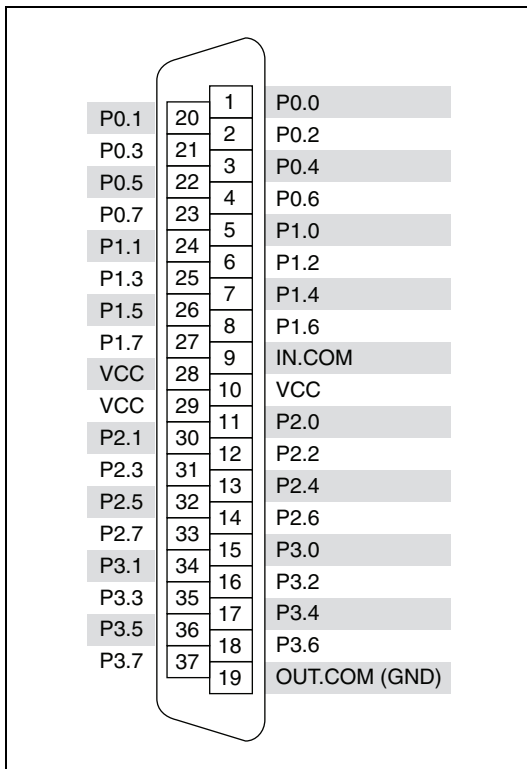 1 P0.0
P0.1 20
2 P0.2
P0.3 21
3 P0.4
P0.5 22
4 P0.6
P0.7 23
5 P1.0
P1.1 24
6 P1.2
P1.3 25
7 P1.4
P1.5 26
8 P1.6
P1.7 27
9 IN.COM
VCC 28
10 VCC
VCC 29
11 P2.0
P2.1 30
12 P2.2
P2.3 31
13 P2.4
P2.5 32
14 P2.6
P2.7 33
15 P3.0
P3.1 34
16 P3.2
P3.3 35
17 P3.4
P3.5 36
18 P3.6
P3.7 37
19 OUT.COM (GND)